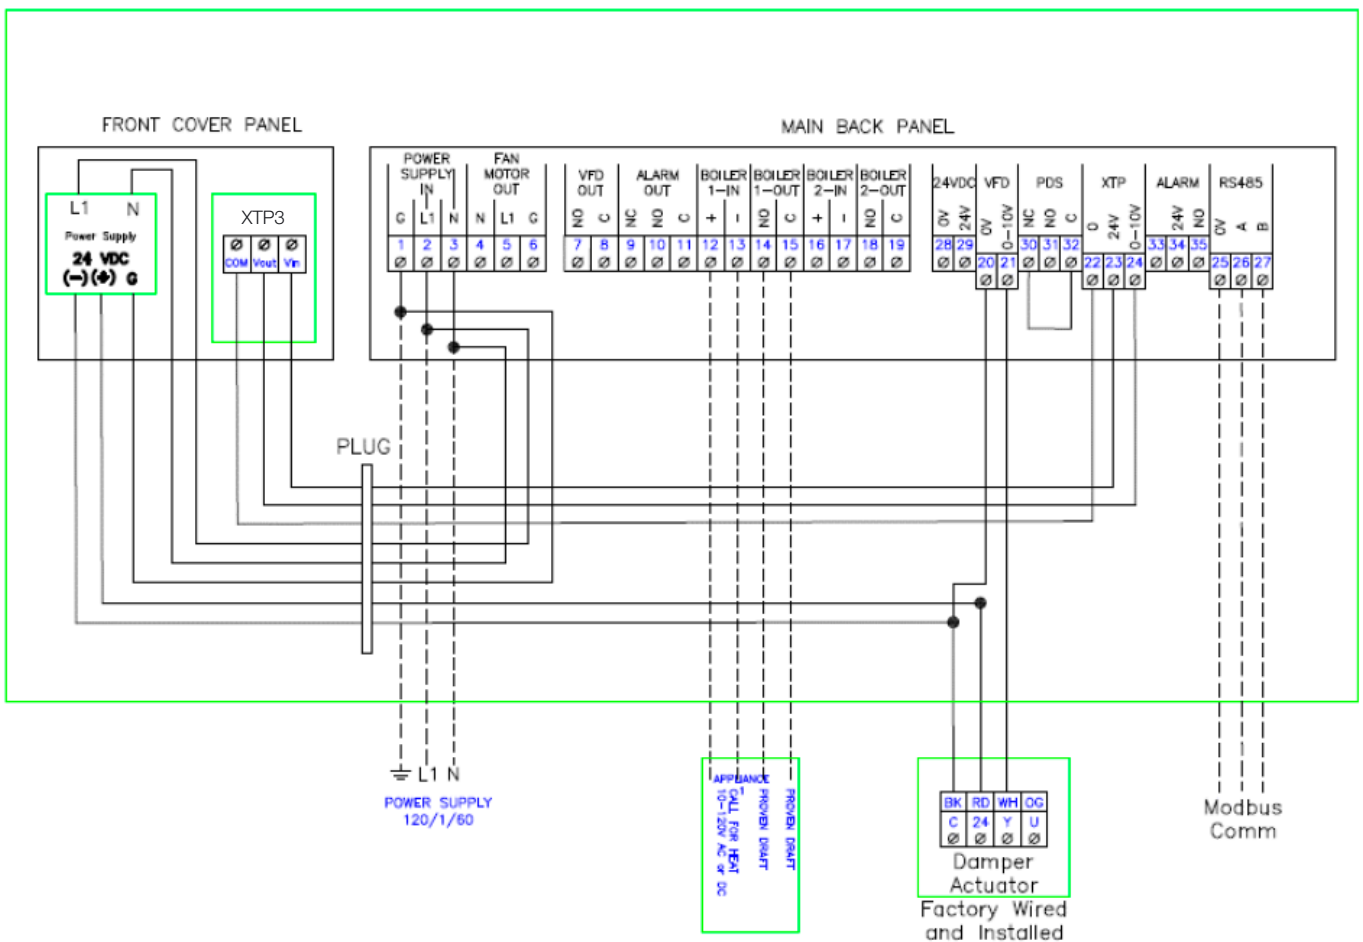 FRONT COVER PANEL
MAIN BACK PANEL
L1 N
Power Supply
24 VDC
(-)(+) G
XTP3
COM Vout Vin
POWER
SUPPLY
IN
FAN
MOTOR
OUT
VFD
OUT
ALARM
OUT
BOILER
1-IN
BOILER
1-OUT
BOILER
2-IN
BOILER
2-OUT
24VDC
VFD
PDS
XTP
ALARM
RS485
G L1 N N L1 G
NO C
NC NO C
+ -
NO C
+ -
NO C
0V 24V
0V 0-10V
NC NO C
0 24V 0-10V
24V NO
0V A B
1 2 3 4 5 6
7 8 9 10 11 12 13 14 15 16 17 18 19
28 29 30 31 32 33 34 35
20 21 22 23 24 25 26 27
PLUG
L1 N
POWER SUPPLY
120/1/60
APPLIANCE
1
CALL FOR HEAT
10-120V AC or DC
PROVEN DRAFT
PROVEN DRAFT
BK RD WH OG
C 24 Y U
Damper
Actuator
Factory Wired
and Installed
Modbus
Comm